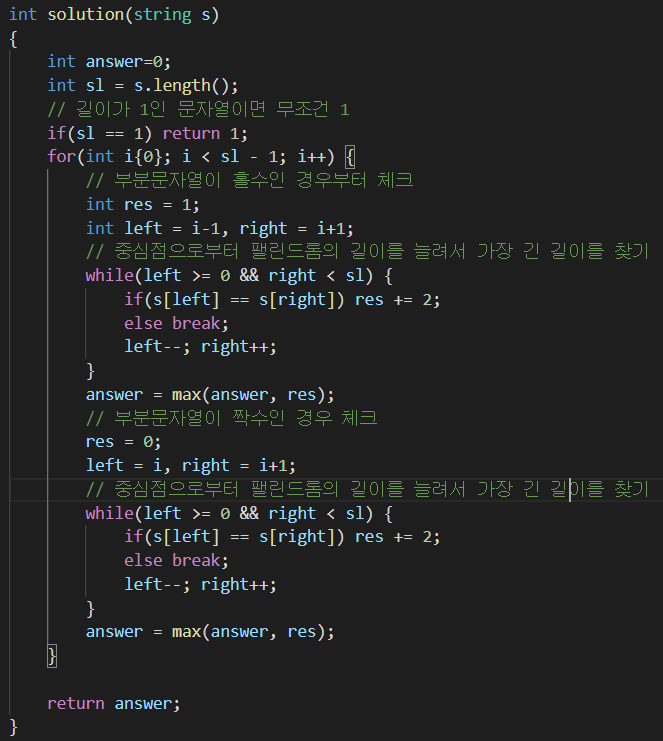 int solution(string s)
{
    int answer=0;
    int sl = s.length();
    // 길이가 1인 문자열이면 무조건 1
    if(sl == 1) return 1;
    for(int i{0}; i < sl - 1; i++) {
        // 부분문자열이 홀수인 경우부터 체크
        int res = 1;
        int left = i-1, right = i+1;
        // 중심점으로부터 팰린드롬의 길이를 늘려서 가장 긴 길이를 찾기
        while(left >= 0 && right < sl) {
            if(s[left] == s[right]) res += 2;
            else break;
            left--; right++;
        }
        answer = max(answer, res);
        // 부분문자열이 짝수인 경우 체크
        res = 0;
        left = i, right = i+1;
        // 중심점으로부터 팰린드롬의 길이를 늘려서 가장 긴 길이를 찾기
        while(left >= 0 && right < sl) {
            if(s[left] == s[right]) res += 2;
            else break;
            left--; right++;
        }
        answer = max(answer, res);
    }

    return answer;
}